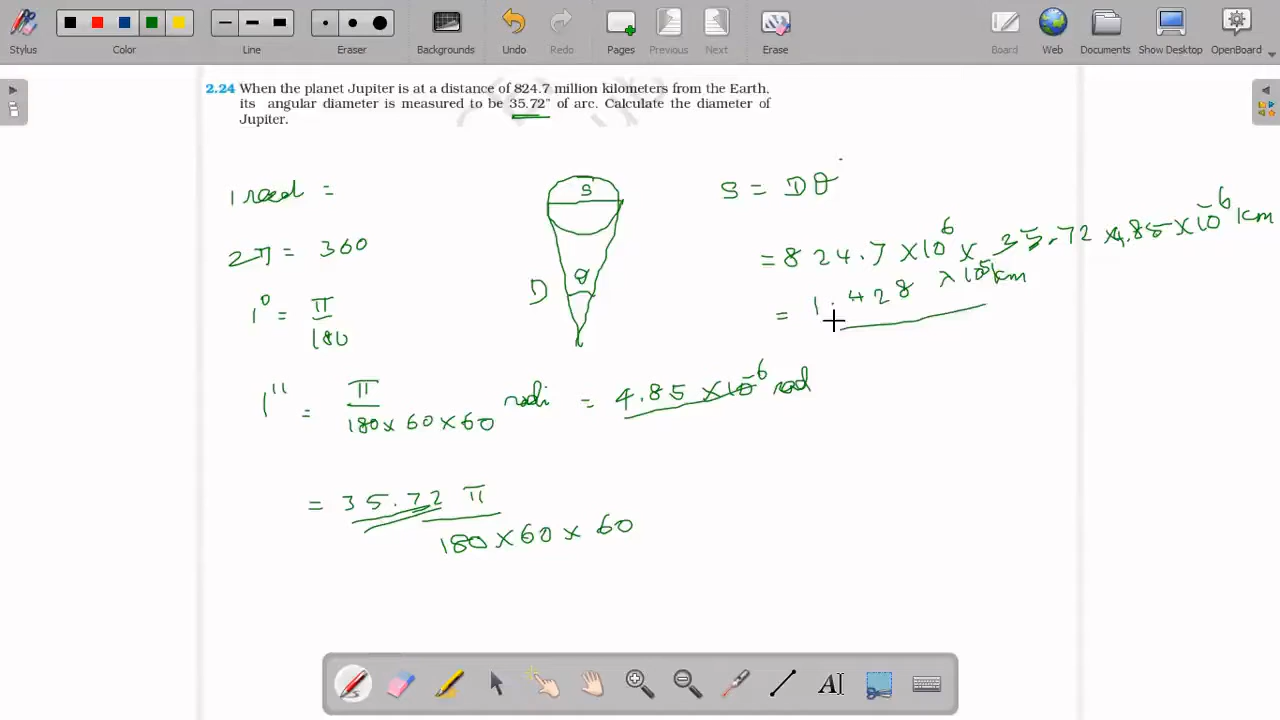 Stylus
Color
Line
Eraser
Backgrounds
Undo
Redo
Pages
Previous
Next
Erase
Board
Web
Documents
Show Desktop
OpenBoard
2.24 When the planet Jupiter is at a distance of 824.7 million kilometers from the Earth,
its angular diameter is measured to be 35.72" of arc. Calculate the diameter of
Jupiter.
1 rad =
2π = 360
1° = π/180
1'' = π/180 × 60 × 60 radi = 4.85 × 10⁻⁶ rad
= 35.72 π/180 × 60 × 60
S
θ
D
S = Dθ
= 824.7 × 10⁶ × 35.72 × 4.85 × 10⁻⁶ km
= 1.428 × 10⁵ km
AI